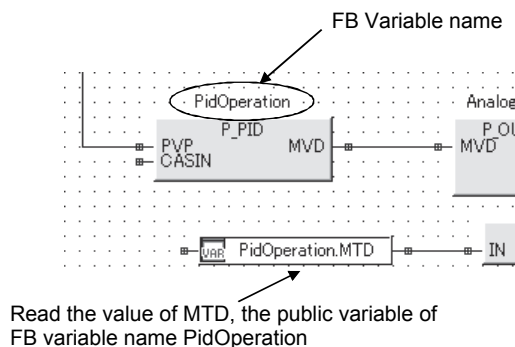 FB Variable name
PidOperation
P_PID
PVP
MVD
CASIN
Analog
P_OU
MVD
VAR PidOperation.MTD
IN
Read the value of MTD, the public variable of
FB variable name PidOperation